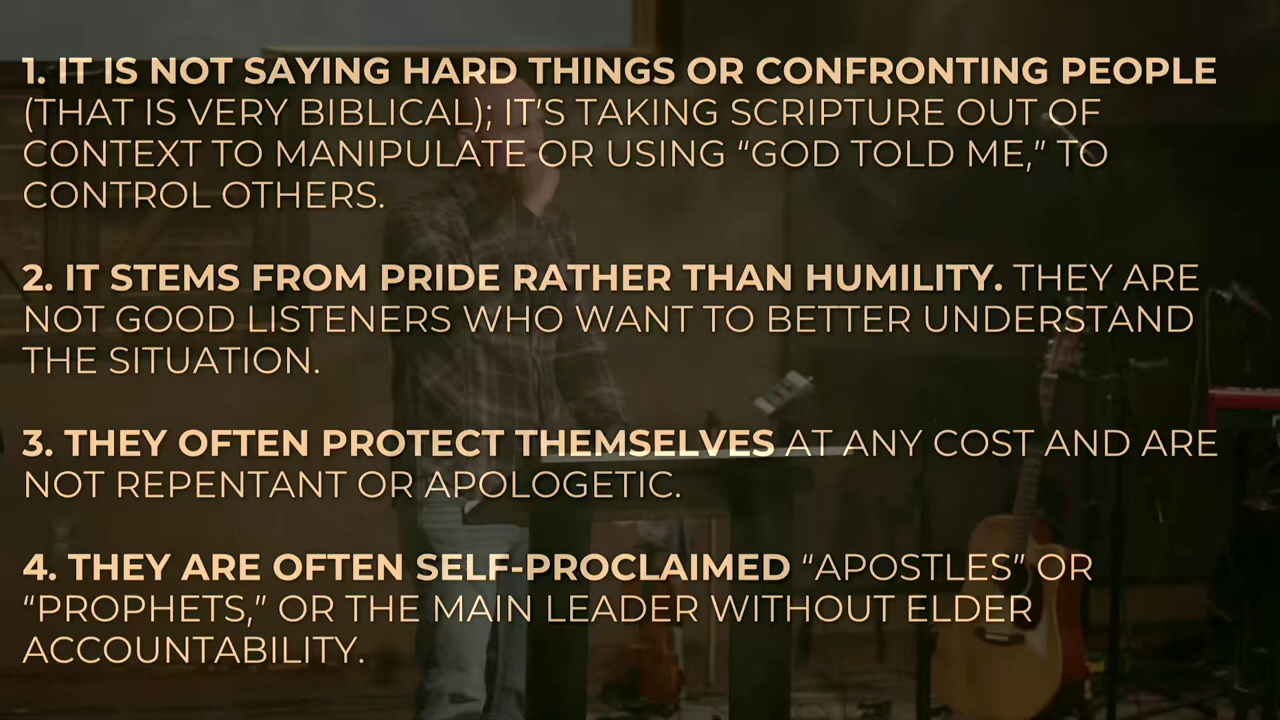 1. IT IS NOT SAYING HARD THINGS OR CONFRONTING PEOPLE
(THAT IS VERY BIBLICAL); IT’S TAKING SCRIPTURE OUT OF
CONTEXT TO MANIPULATE OR USING “GOD TOLD ME,” TO
CONTROL OTHERS.
2. IT STEMS FROM PRIDE RATHER THAN HUMILITY. THEY ARE
NOT GOOD LISTENERS WHO WANT TO BETTER UNDERSTAND
THE SITUATION.
3. THEY OFTEN PROTECT THEMSELVES AT ANY COST AND ARE
NOT REPENTANT OR APOLOGETIC.
4. THEY ARE OFTEN SELF-PROCLAIMED “APOSTLES” OR
“PROPHETS,” OR THE MAIN LEADER WITHOUT ELDER
ACCOUNTABILITY.